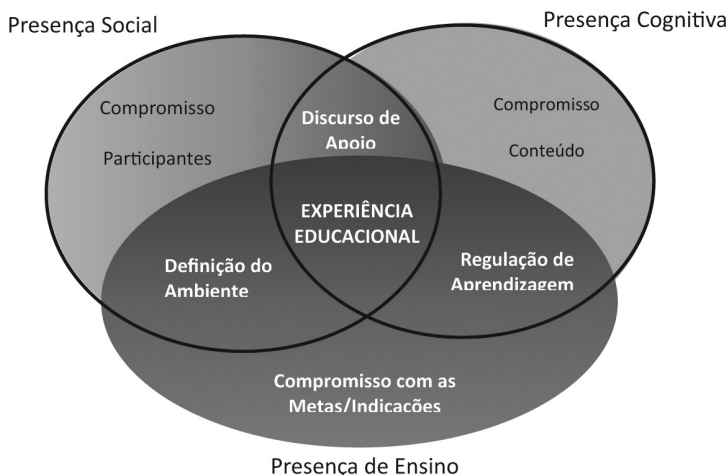 Presença Social
Presença Cognitiva
Compromisso
Participantes
Discurso de
Apoio
Compromisso
Conteúdo
EXPERIÊNCIA
EDUCACIONAL
Definição do
Ambiente
Regulação de
Aprendizagem
Compromisso com as
Metas/Indicações
Presença de Ensino